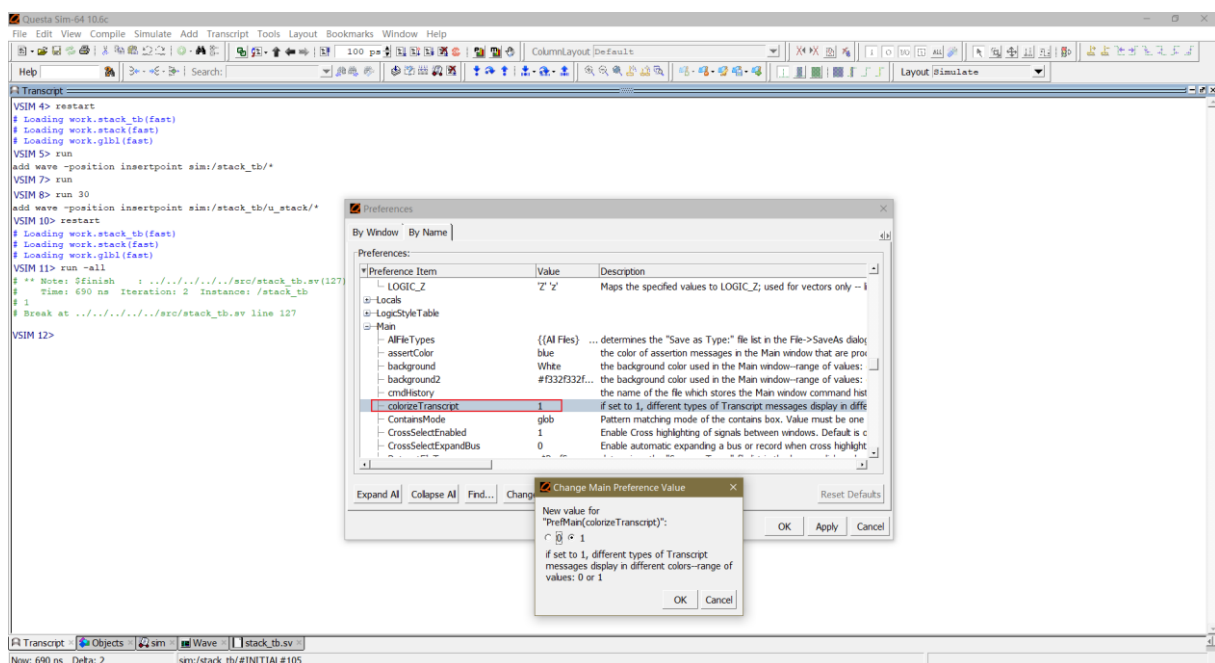 Questa Sim-64 10.6c
File Edit View Compile Simulate Add Transcript Tools Layout Bookmarks Window Help
100 ps
ColumnLayout Default
Help
Search:
Layout Simulate
Transcript
VSIM 4> restart
# Loading work.stack_tb(fast)
# Loading work.stack(fast)
# Loading work.glbl(fast)
VSIM 5> run
add wave -position insertpoint sim:/stack_tb/*
VSIM 7> run
VSIM 8> run 30
add wave -position insertpoint sim:/stack_tb/u_stack/*
VSIM 10> restart
# Loading work.stack_tb(fast)
# Loading work.stack(fast)
# Loading work.glbl(fast)
VSIM 11> run -all
# ** Note: $finish : ../../../../../src/stack_tb.sv(127)
# Time: 690 ns Iteration: 2 Instance: /stack_tb
# 1
# Break at ../../../../../src/stack_tb.sv line 127
VSIM 12>
Preferences
By Window By Name
Preferences:
Preference Item Value Description
LOGIC_Z 'Z' 'z' Maps the specified values to LOGIC_Z; used for vectors only --
Locals
LogicStyleTable
Main
AllFileTypes {{All Files} ... determines the "Save as Type:" file list in the File->SaveAs dialog
assertColor blue the color of assertion messages in the Main window that are
background White the background color used in the Main window--range of values:
background2 #f332f332f... the background color used in the Main window--range of values:
cmdHistory the name of the file which stores the Main window command hist
colorizeTranscript 1 if set to 1, different types of Transcript messages display in diffe
ContainsMode glob Pattern matching mode of the contains box. Value must be one
CrossSelectEnabled 1 Enable Cross highlighting of signals between windows. Default is
CrossSelectExpandBus 0 Enable automatic expanding a bus or record when cross highlight
Expand All Collapse All Find... Chang Reset Defaults
OK Apply Cancel
Change Main Preference Value
New value for
"PrefMain(colorizeTranscript)":
0 1
if set to 1, different types of Transcript
messages display in different colors--range of
values: 0 or 1
OK Cancel
Transcript Objects sim Wave stack_tb.sv
Now: 690 ns Delta: 2 sim:/stack_tb/#INITIAL#105